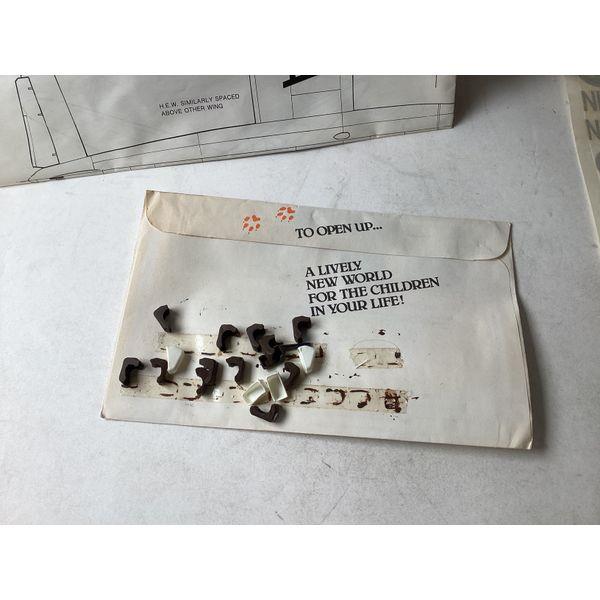 H.E.W. SIMILARLY SPACED
ABOVE OTHER WING
TO OPEN UP...
A LIVELY
NEW WORLD
FOR THE CHILDREN
IN YOUR LIFE!